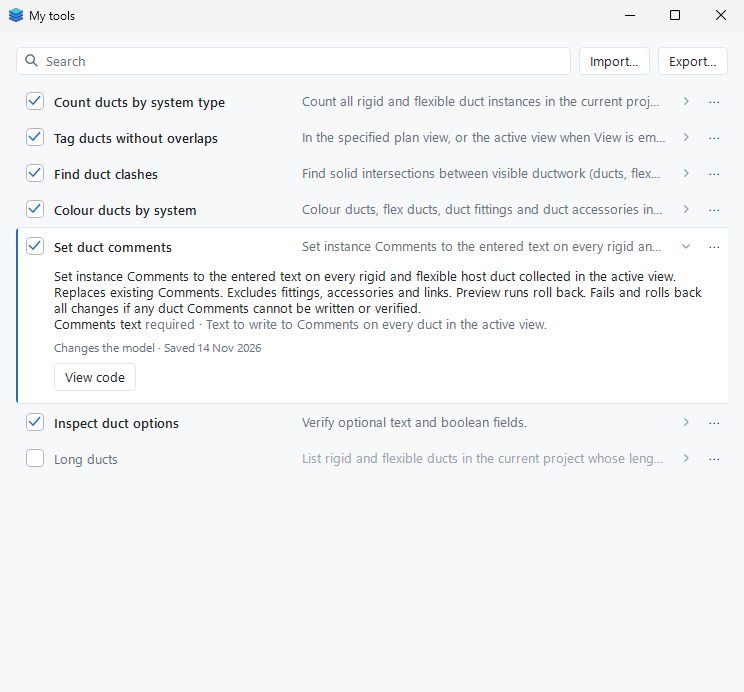 My tools
Search
Import...
Export...
Count ducts by system type Count all rigid and flexible duct instances in the current proj...
Tag ducts without overlaps In the specified plan view, or the active view when View is em...
Find duct clashes Find solid intersections between visible ductwork (ducts, flex...
Colour ducts by system Colour ducts, flex ducts, duct fittings and duct accessories in...
Set duct comments Set instance Comments to the entered text on every rigid an...
Set instance Comments to the entered text on every rigid and flexible host duct collected in the active view.
Replaces existing Comments. Excludes fittings, accessories and links. Preview runs roll back. Fails and rolls back
all changes if any duct Comments cannot be written or verified.
Comments text required · Text to write to Comments on every duct in the active view.
Changes the model · Saved 14 Nov 2026
View code
Inspect duct options Verify optional text and boolean fields.
Long ducts List rigid and flexible ducts in the current project whose leng...